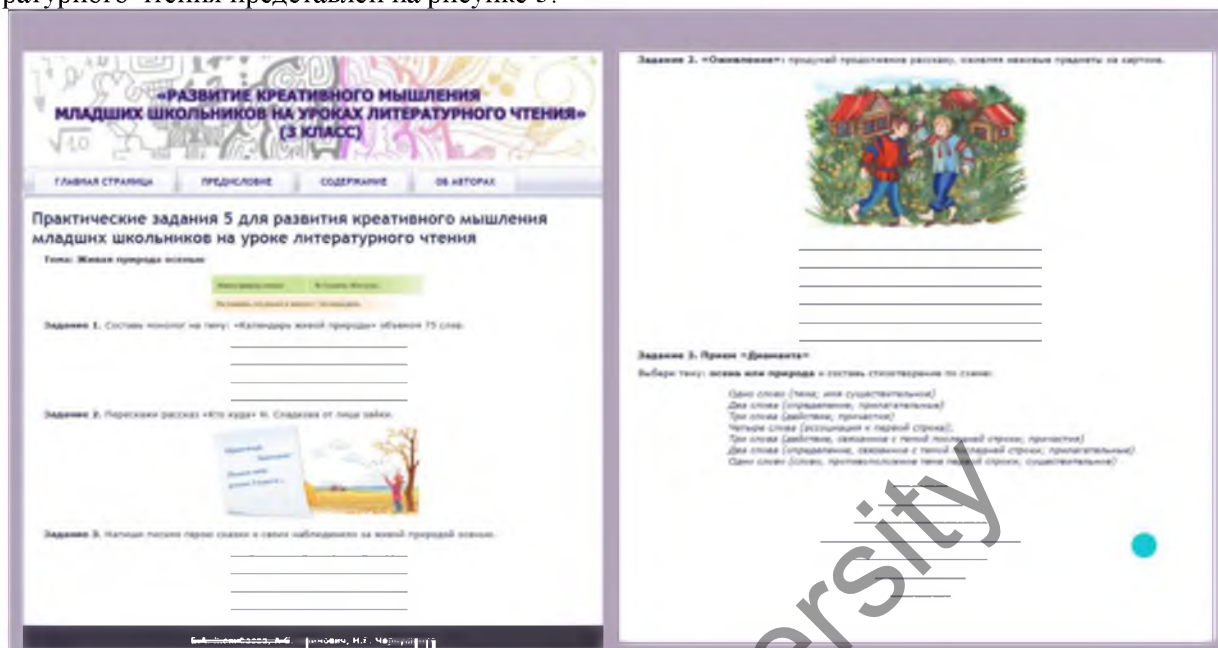 ратурного чтения представлен на рисунке 5.
«РАЗВИТИЕ КРЕАТИВНОГО МЫШЛЕНИЯ
МЛАДШИХ ШКОЛЬНИКОВ НА УРОКАХ ЛИТЕРАТУРНОГО ЧТЕНИЯ»
(3 КЛАСС)
ГЛАВНАЯ СТРАНИЦА ПРЕДИСЛОВИЕ СОДЕРЖАНИЕ ОБ АВТОРАХ
Практические задания 5 для развития креативного мышления
младших школьников на уроке литературного чтения
Тема: Живая природа осенью
Задание 1. Составь монолог на тему: «Календарь живой природы» объемом 75 слов.
Задание 2. Перескажи рассказ «Кто куда» Н. Сладкова от лица зайки.
Задание 3. Напиши письмо герою сказки о своих наблюдениях за живой природой осенью.
Задание 2. «Оживление»: придумай продолжение рассказу, оживляя неживые предметы на картине.
Задание 3. Прием «Диаманта»
Выбери тему: осень или природа и составь стихотворение по схеме:
Одно слово (тема; имя существительное)
Два слова (определение, прилагательные)
Три слова (действие, причастие)
Четыре слова (ассоциация к первой строке);
Три слова (действие, связанное с темой последней строки; причастия)
Два слова (определение, связанное с темой последней строки; прилагательные)
Одно слово (слово, противоположное теме первой строки, существительное)
rsity